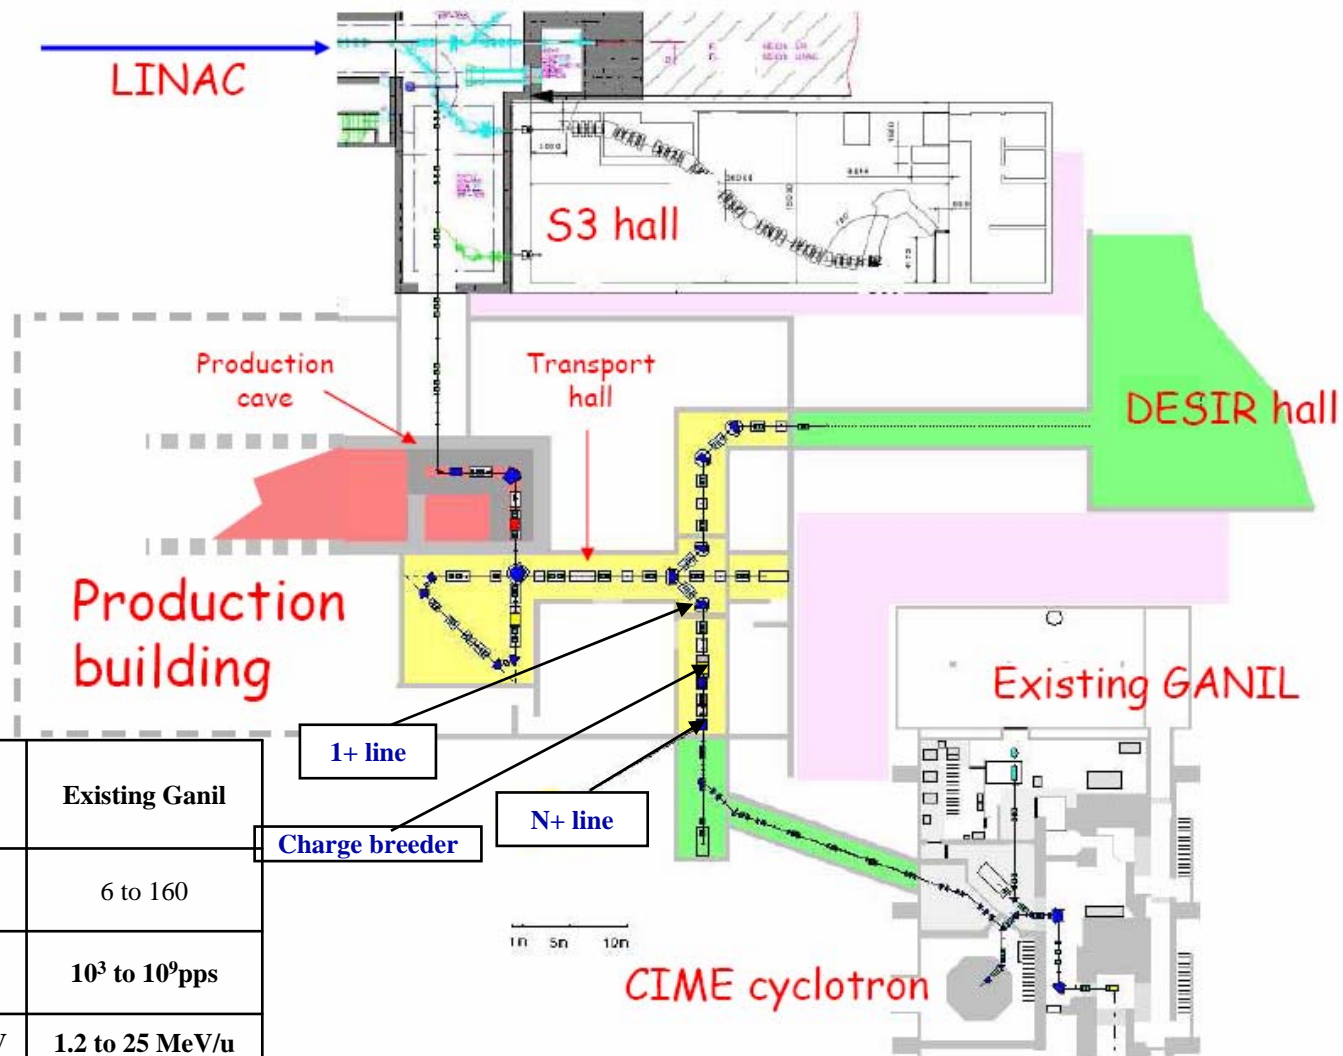 LINAC
S3 hall
Production
cave
Transport
hall
DESIR hall
Production
building
Existing GANIL
1+ line
N+ line
Charge breeder
1m 5m 10m
CIME cyclotron
Existing Ganil
6 to 160
10³ to 10⁹pps
1.2 to 25 MeV/u